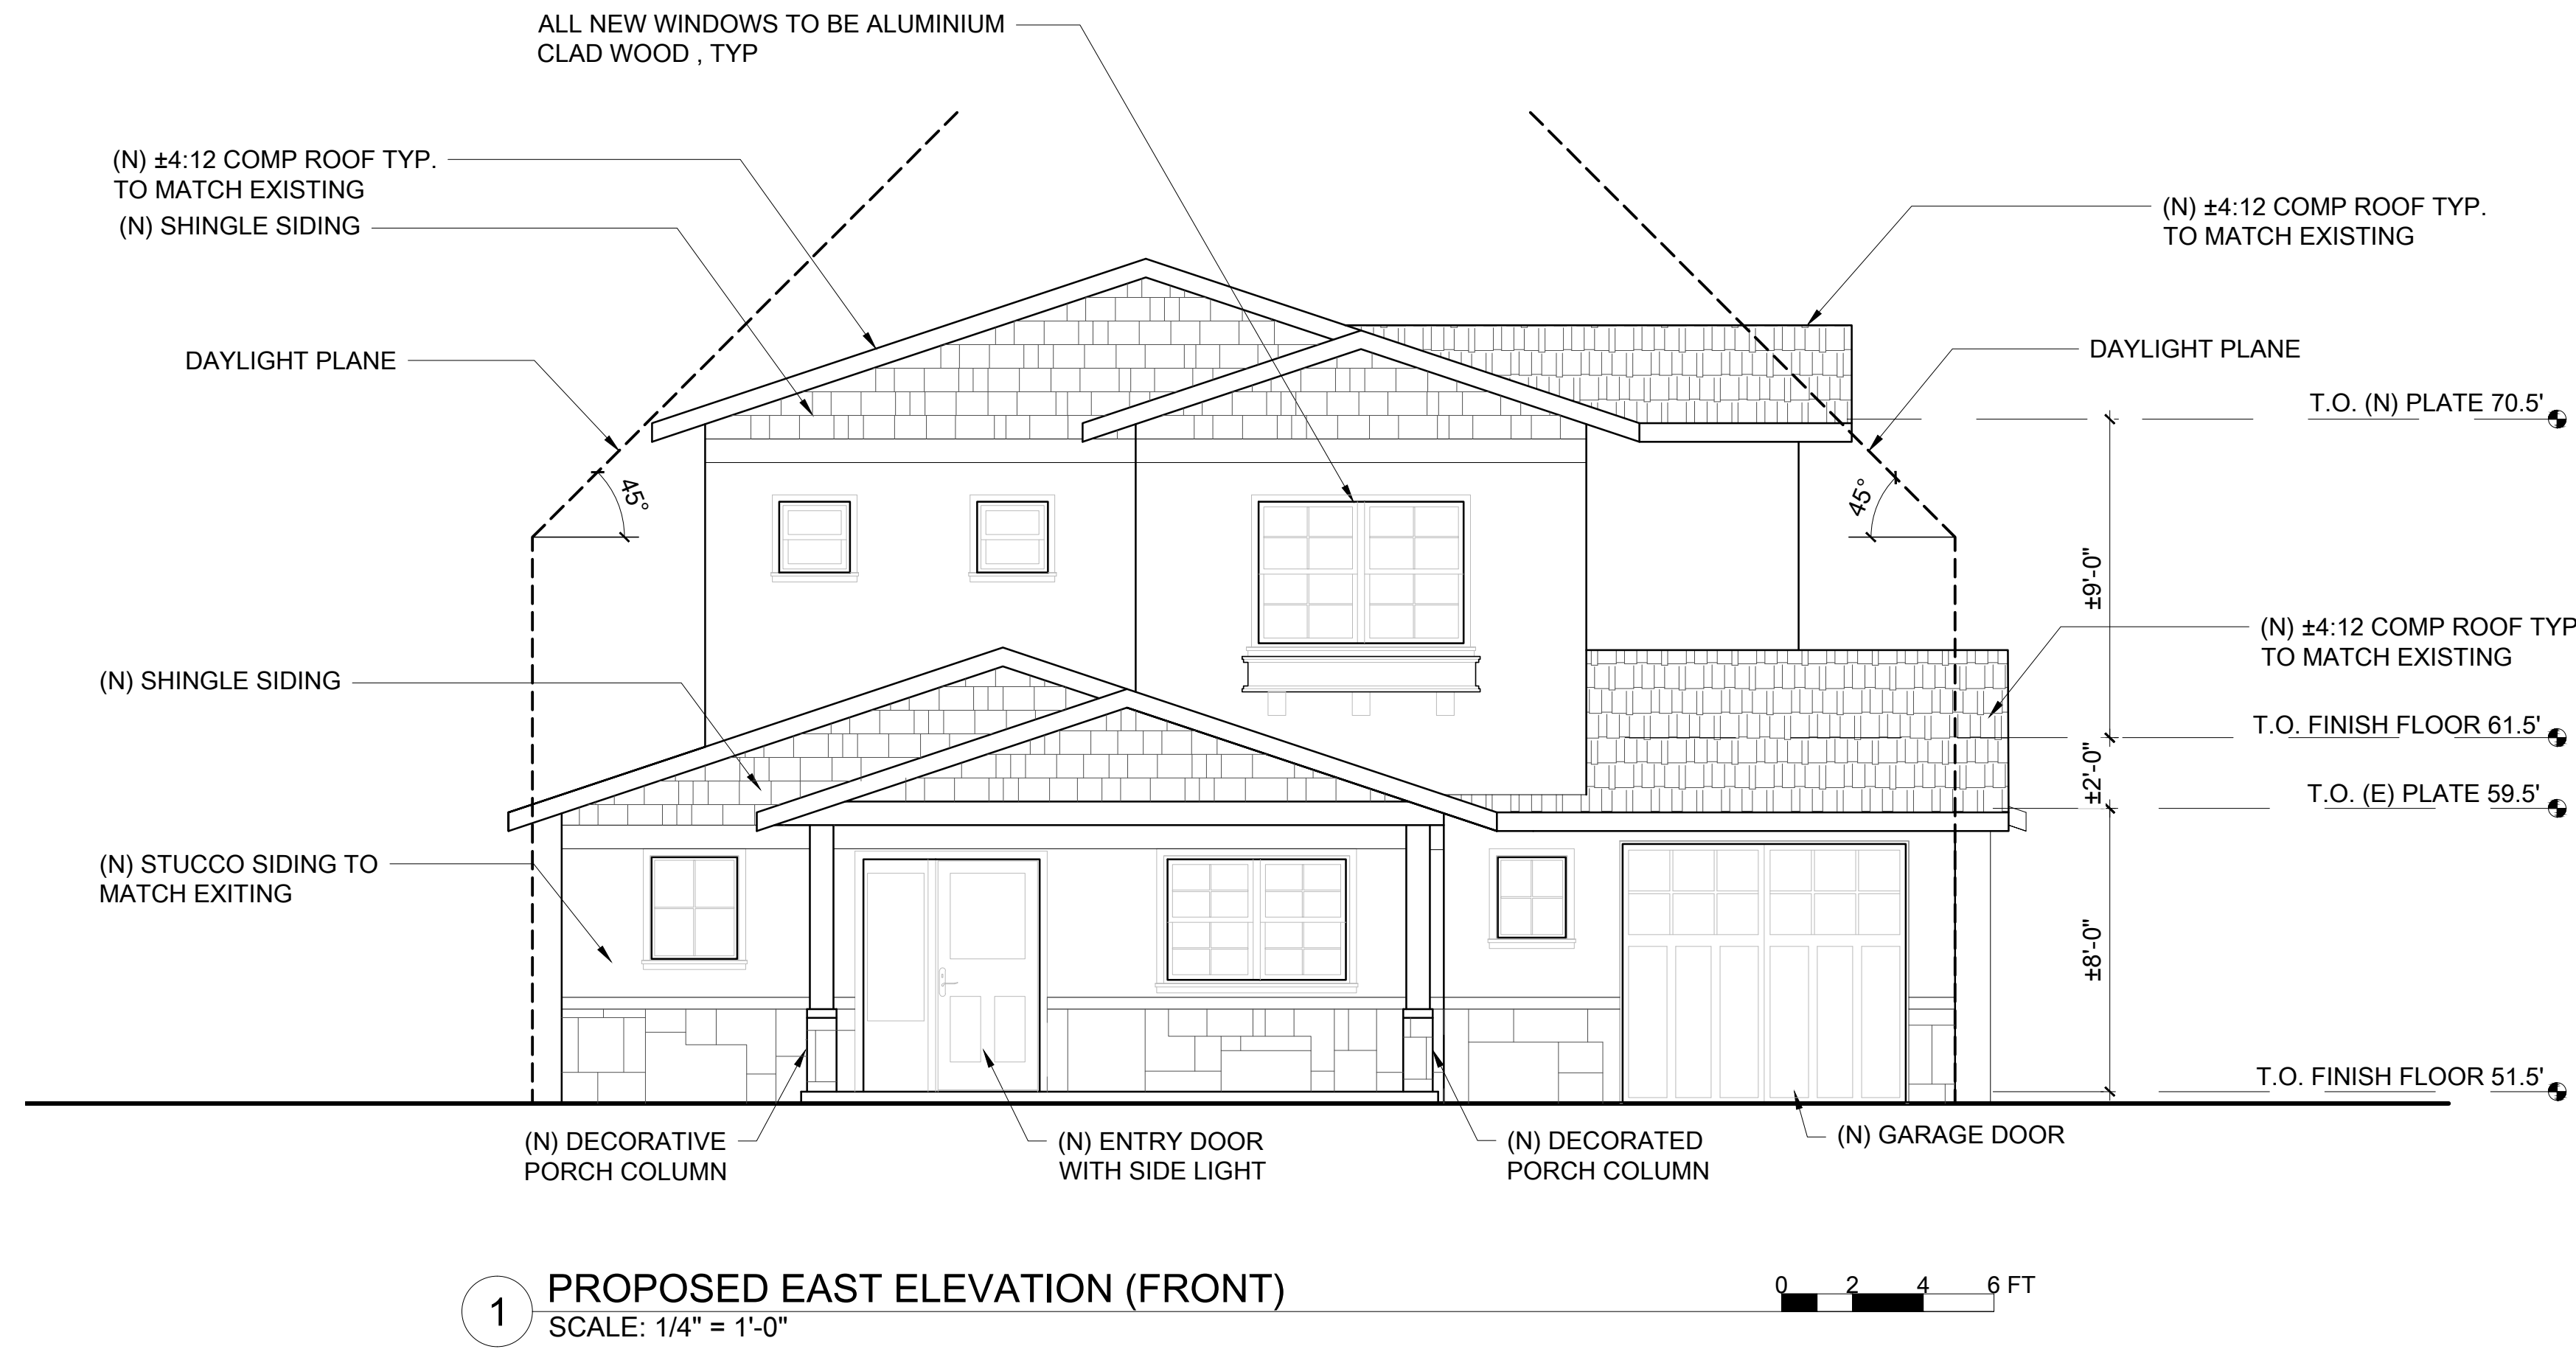 ALL NEW WINDOWS TO BE ALUMINIUM
CLAD WOOD , TYP
(N) ±4:12 COMP ROOF TYP.
TO MATCH EXISTING
(N) SHINGLE SIDING
(N) ±4:12 COMP ROOF TYP.
TO MATCH EXISTING
DAYLIGHT PLANE
DAYLIGHT PLANE
T.O. (N) PLATE 70.5'
45°
45°
±9'-0"
(N) ±4:12 COMP ROOF TYP
TO MATCH EXISTING
(N) SHINGLE SIDING
T.O. FINISH FLOOR 61.5'
±2'-0"
T.O. (E) PLATE 59.5'
(N) STUCCO SIDING TO
MATCH EXITING
±8'-0"
T.O. FINISH FLOOR 51.5'
(N) DECORATIVE
PORCH COLUMN
(N) ENTRY DOOR
WITH SIDE LIGHT
(N) DECORATED
PORCH COLUMN
(N) GARAGE DOOR
1
PROPOSED EAST ELEVATION (FRONT)
SCALE: 1/4" = 1'-0"
0 2 4 6 FT